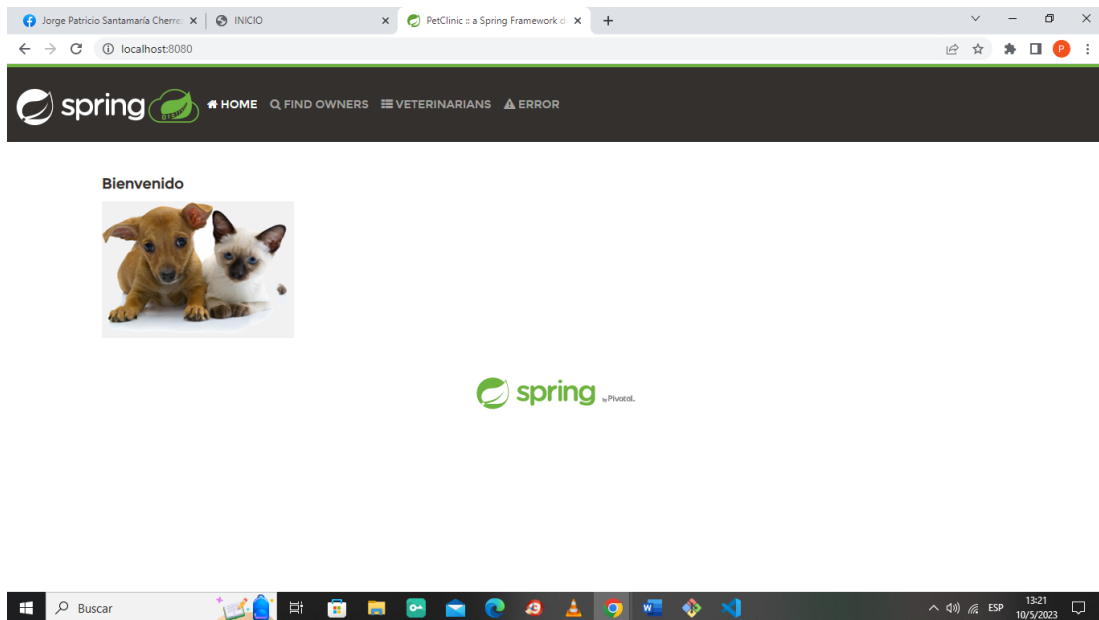 Jorge Patricio Santamaría Cherre
INICIO
PetClinic :: a Spring Framework d
localhost:8080
P
spring
HOME
FIND OWNERS
VETERINARIANS
ERROR
Bienvenido
spring by Pivotal.
Buscar
ESP
13:21
10/5/2023